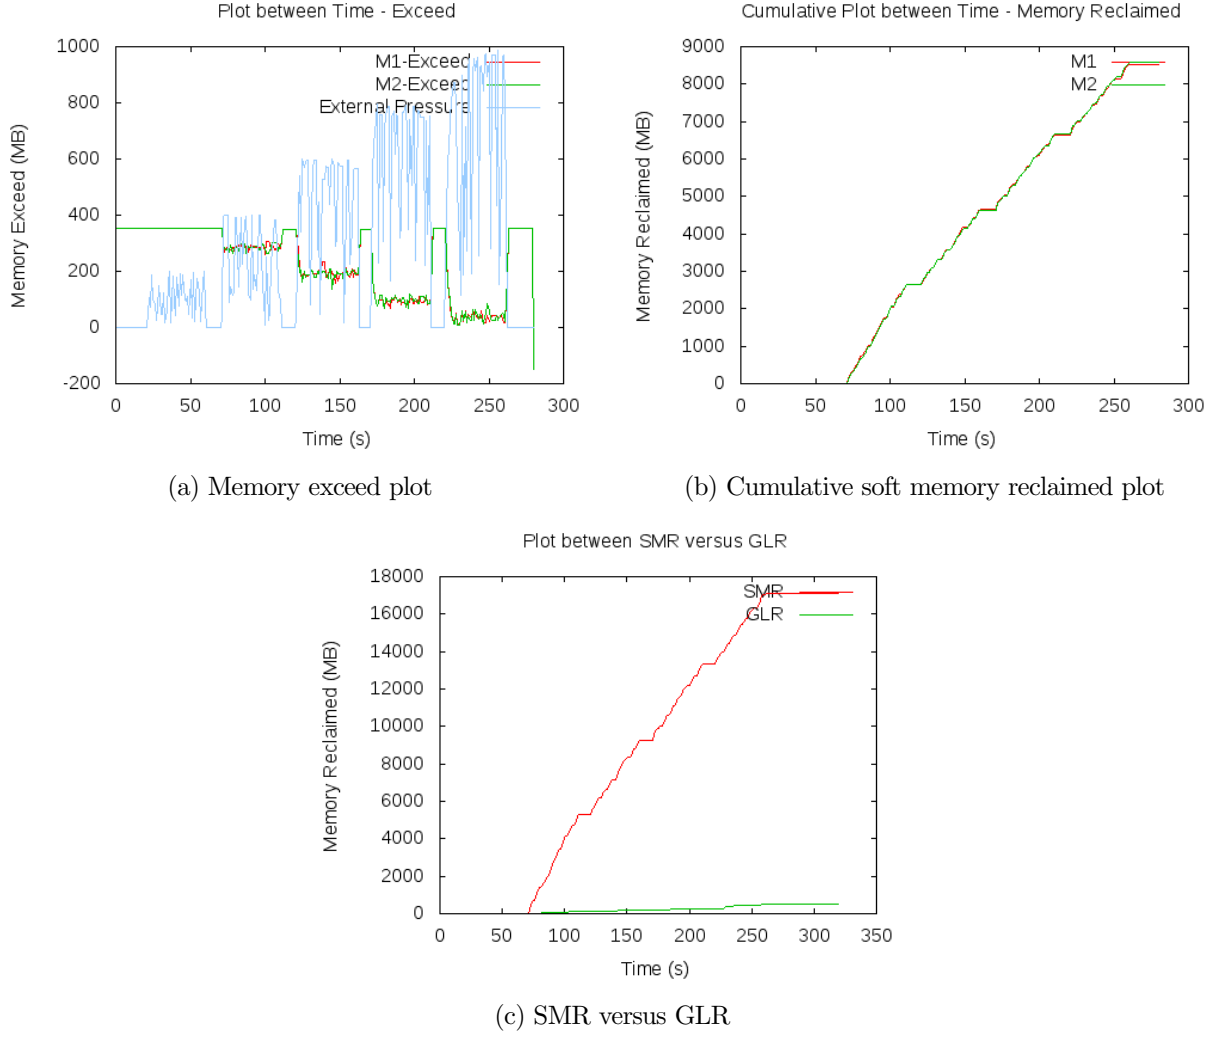 Plot between Time - Exceed
1000
800
600
400
200
0
-200
Memory Exceed (MB)
M1-Exceed
M2-Exceed
External Pressure
0 50 100 150 200 250 300
Time (s)
(a) Memory exceed plot
Cumulative Plot between Time - Memory Reclaimed
9000
8000
7000
6000
5000
4000
3000
2000
1000
0
Memory Reclaimed (MB)
M1
M2
0 50 100 150 200 250 300
Time (s)
(b) Cumulative soft memory reclaimed plot
Plot between SMR versus GLR
18000
16000
14000
12000
10000
8000
6000
4000
2000
0
Memory Reclaimed (MB)
SMR
GLR
0 50 100 150 200 250 300 350
Time (s)
(c) SMR versus GLR